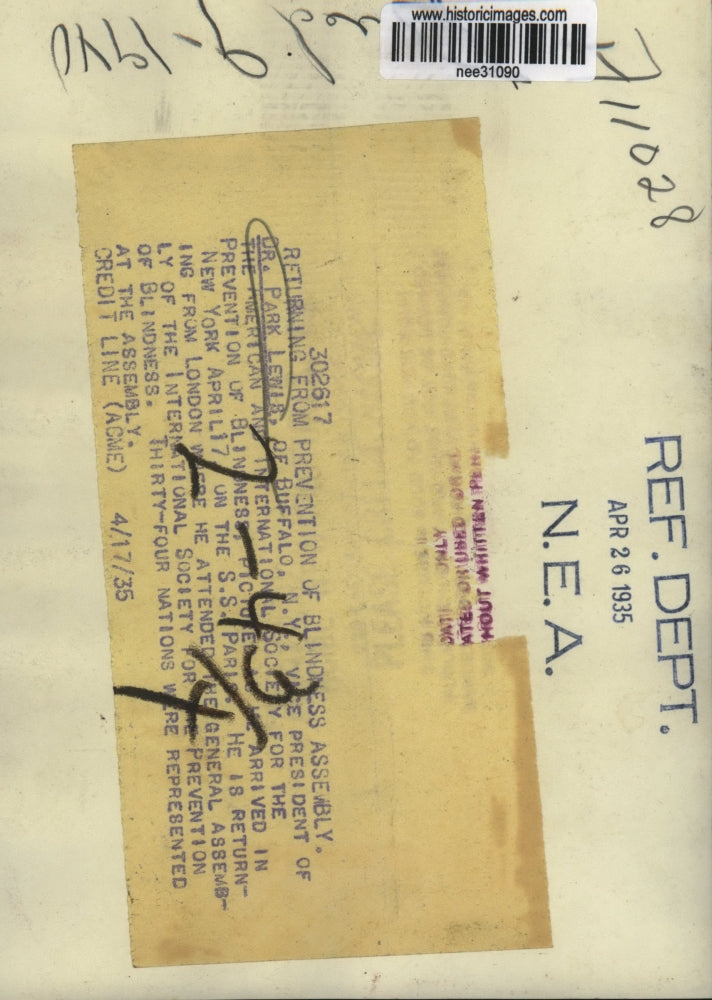 www.historicimages.com
nee31090
711028
9-1940
REF. DEPT.
APR 26 1935
N.E.A.
302617
RETURNING FROM PREVENTION OF BLINDNESS ASSEMBLY.
DR. PARK LEWIS, OF BUFFALO, N.Y., VICE PRESIDENT OF
THE AMERICAN AND INTERNATIONAL SOCIETY FOR THE
PREVENTION OF BLINDNESS, PICTURED AS HE ARRIVED IN
NEW YORK APRIL17 ON THE S.S. PARIS. HE IS RETURN-
ING FROM LONDON WHERE HE ATTENDED THE GENERAL ASSEMB-
LY OF THE INTERNATIONAL SOCIETY FOR THE PREVENTION
OF BLINDNESS. THIRTY-FOUR NATIONS WERE REPRESENTED
AT THE ASSEMBLY.
CREDIT LINE (ACME) 4/17/35